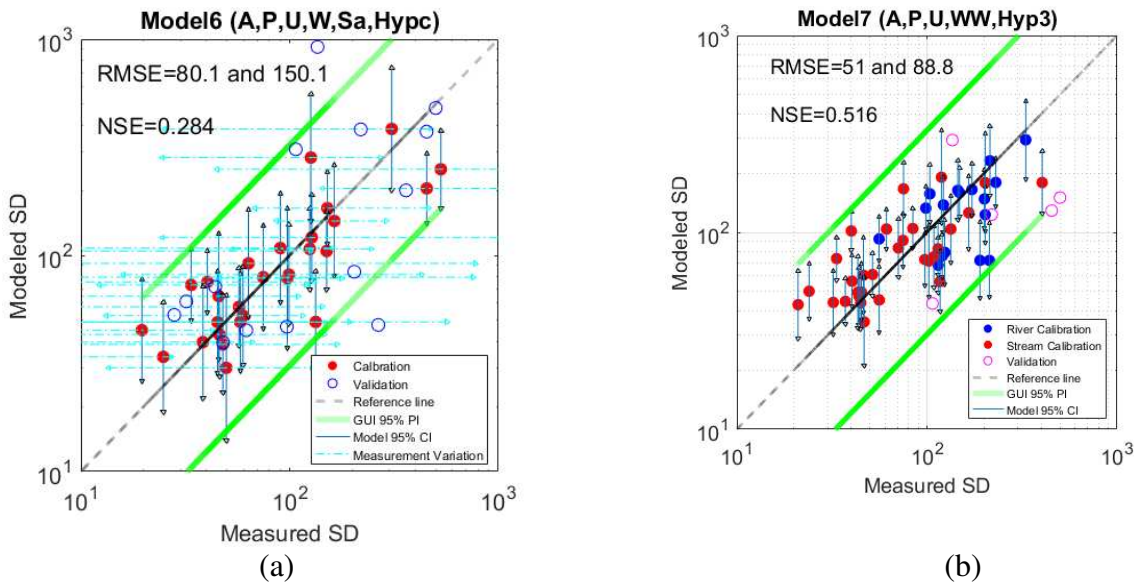 Model6 (A,P,U,W,Sa,Hypc)
10^3
RMSE=80.1 and 150.1
NSE=0.284
Modeled SD
10^2
Calbration
Validation
Reference line
GUI 95% PI
Model 95% CI
Measurement Variation
10^1
10^1
10^2
10^3
Measured SD
(a)
Model7 (A,P,U,WW,Hyp3)
10^3
RMSE=51 and 88.8
NSE=0.516
Modeled SD
10^2
River Calibration
Stream Calibration
Validation
Reference line
GUI 95% PI
Model 95% CI
10^1
10^1
10^2
10^3
Measured SD
(b)